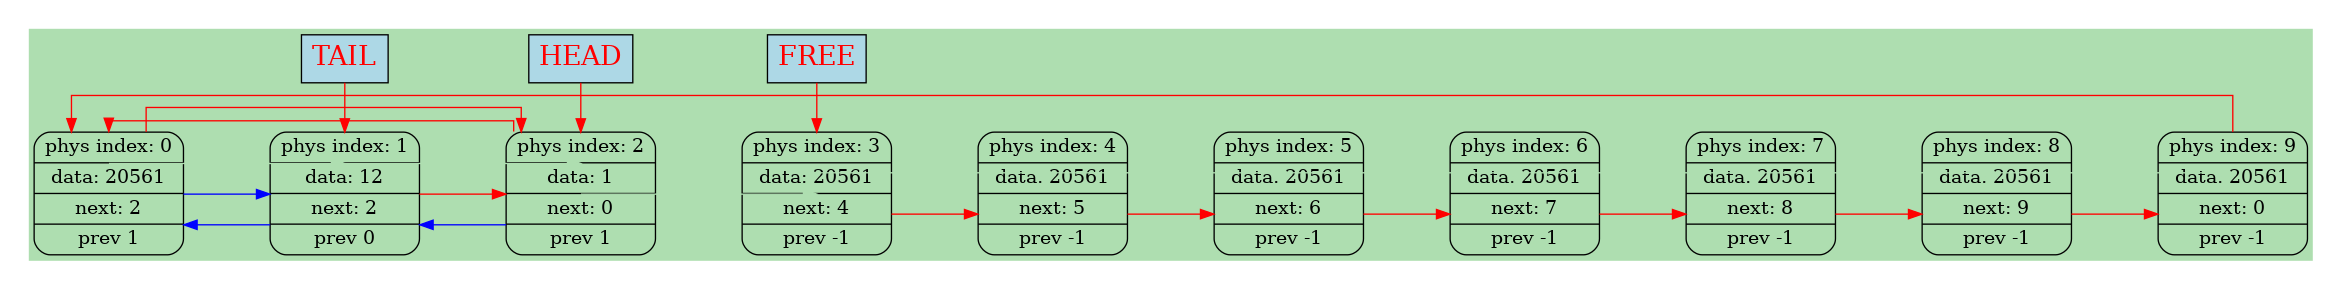 TAIL
HEAD
FREE
phys index: 0
data: 20561
next: 2
prev 1
phys index: 1
data: 12
next: 2
prev 0
phys index: 2
data: 1
next: 0
prev 1
phys index: 3
data: 20561
next: 4
prev -1
phys index: 4
data. 20561
next: 5
prev -1
phys index: 5
data. 20561
next: 6
prev -1
phys index: 6
data. 20561
next: 7
prev -1
phys index: 7
data. 20561
next: 8
prev -1
phys index: 8
data. 20561
next: 9
prev -1
phys index: 9
data. 20561
next: 0
prev -1